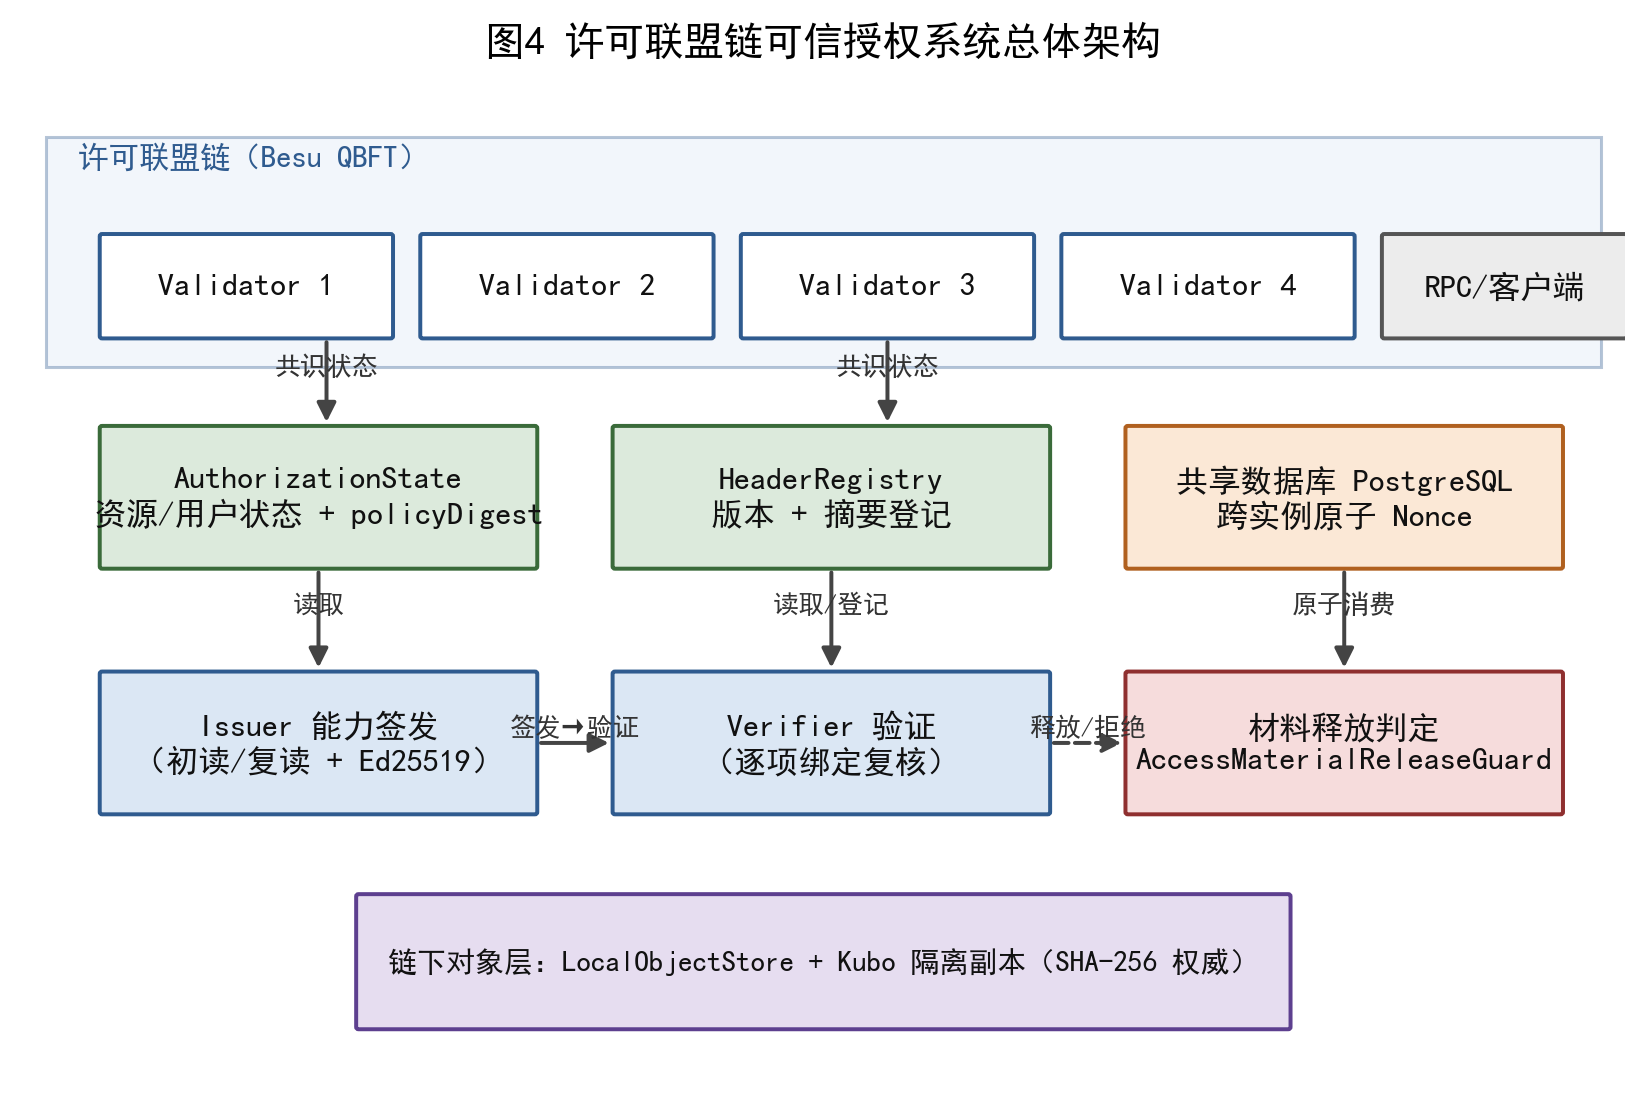 图4 许可联盟链可信授权系统总体架构
许可联盟链（Besu QBFT）
Validator 1
Validator 2
Validator 3
Validator 4
RPC/客户端
共识状态
共识状态
AuthorizationState
资源/用户状态 + policyDigest
HeaderRegistry
版本 + 摘要登记
共享数据库 PostgreSQL
跨实例原子 Nonce
读取
读取/登记
原子消费
Issuer 能力签发
（初读/复读 + Ed25519）
签发→验证
Verifier 验证
（逐项绑定复核）
释放/拒绝
材料释放判定
AccessMaterialReleaseGuard
链下对象层：LocalObjectStore + Kubo 隔离副本（SHA-256 权威）